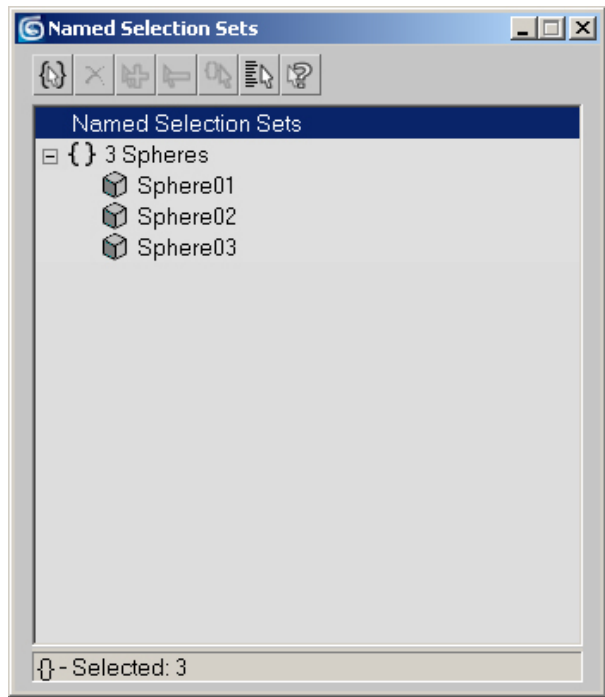 Named Selection Sets
Named Selection Sets
{ } 3 Spheres
Sphere01
Sphere02
Sphere03
{} - Selected: 3